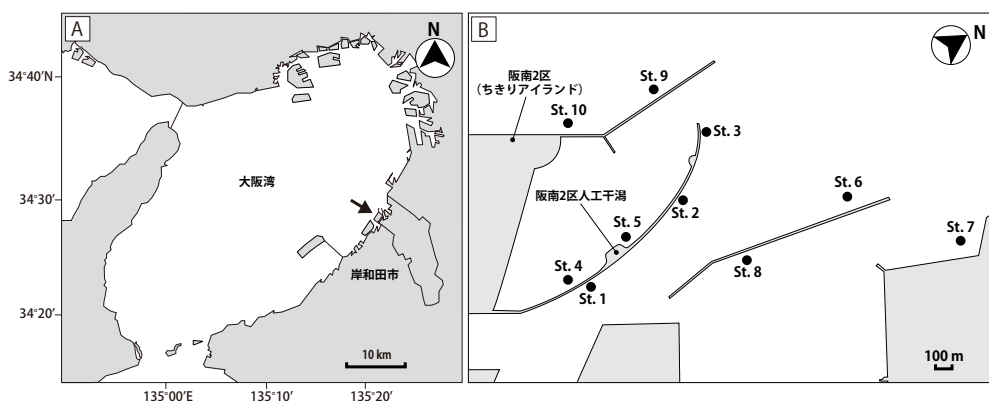 A
N
34°40′N
34°30′
34°20′
大阪湾
岸和田市
10 km
135°00′E
135°10′
135°20′
B
N
阪南2区
(ちきりアイランド)
St. 9
St. 10
St. 3
阪南2区人工干潟
St. 6
St. 2
St. 5
St. 7
St. 4
St. 8
St. 1
100 m